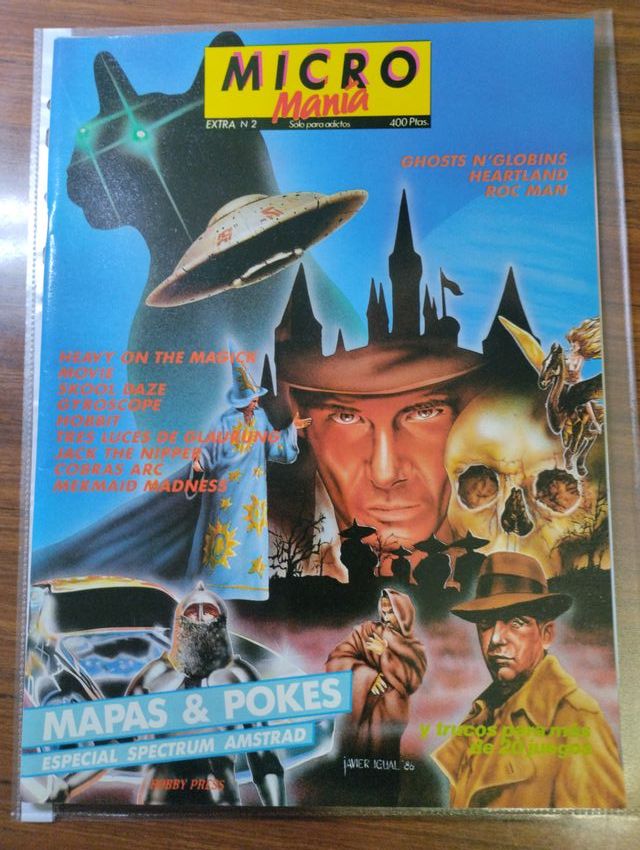 MICRO
Manía
EXTRA N 2 Solo para adictos 400 Ptas.
GHOSTS N'GLOBINS
HEARTLAND
ROC MAN
HEAVY ON THE MAGICK
MOVIE
SKOOL DAZE
GYROSCOPE
HOBBIT
TRES LUCES DE GLAURUNG
JACK THE NIPPER
COBRAS ARC
MERMAID MADNESS
MAPAS & POKES
ESPECIAL SPECTRUM AMSTRAD
y trucos para más
de 20 juegos
JAVIER IGUAL '86
HOBBY PRESS